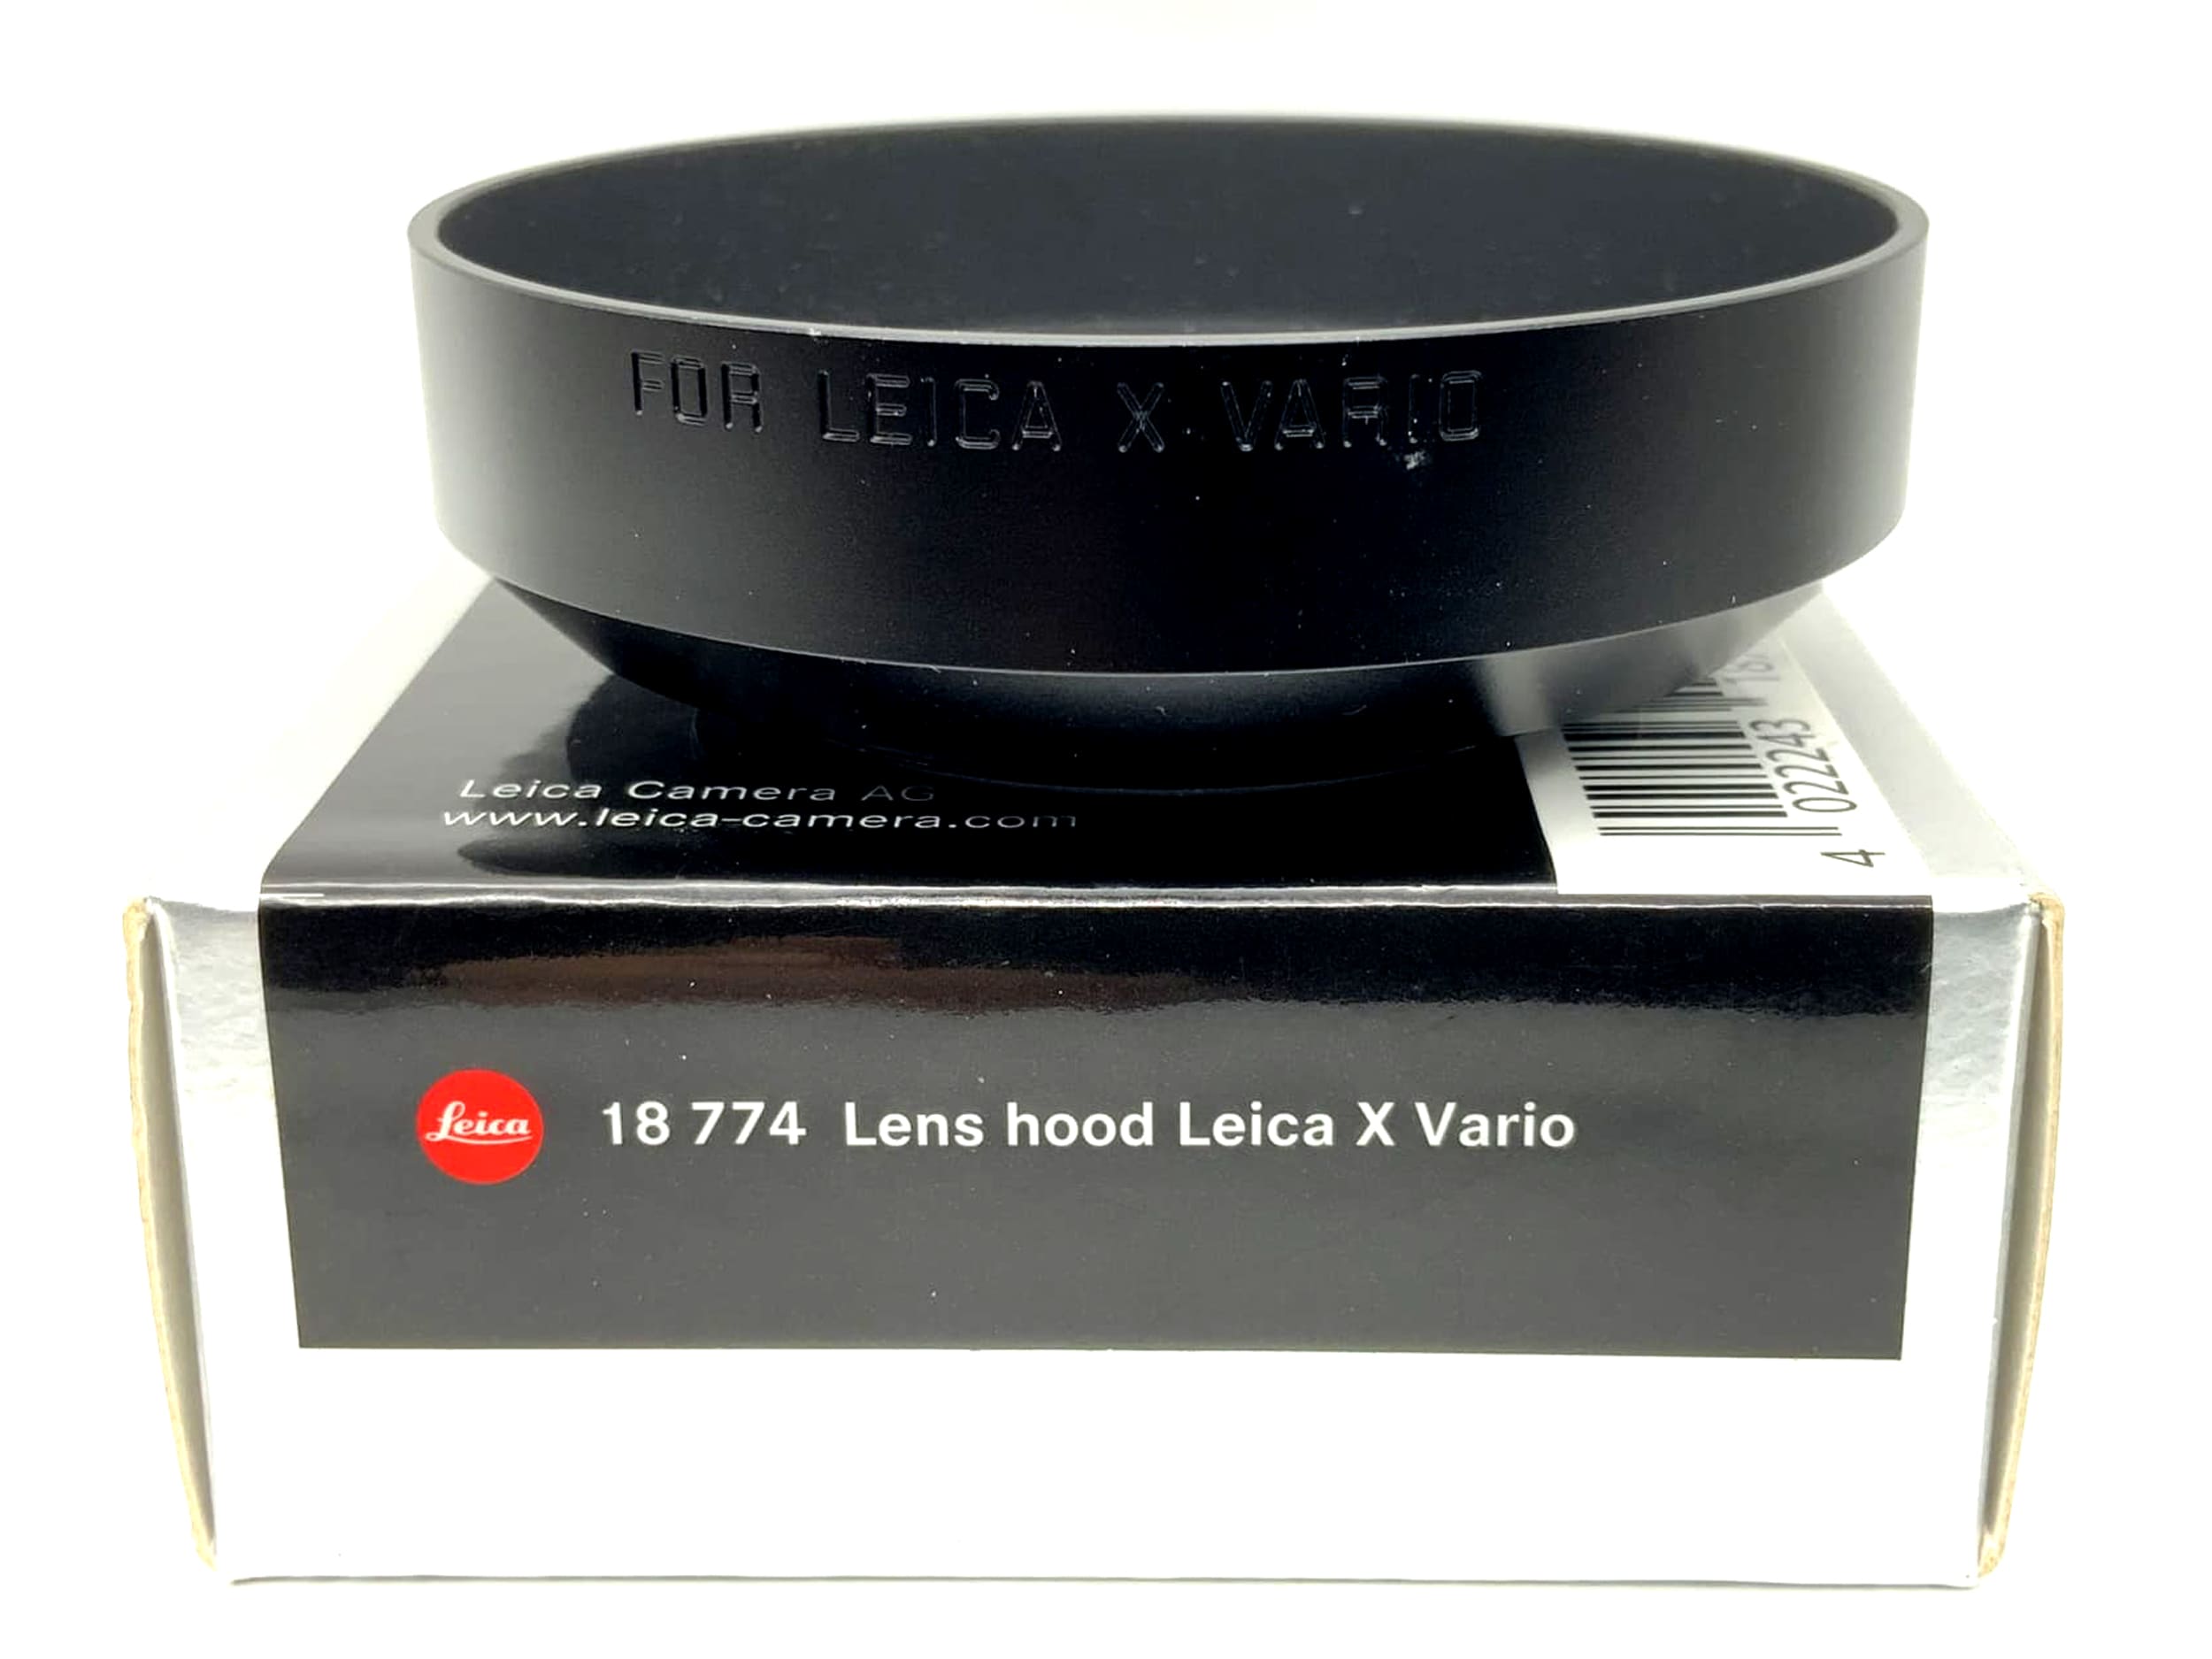 FOR LEICA X VARIO
Leica Camera AG
www.leica-camera.com
4 022243
Leica
18 774 Lens hood Leica X Vario